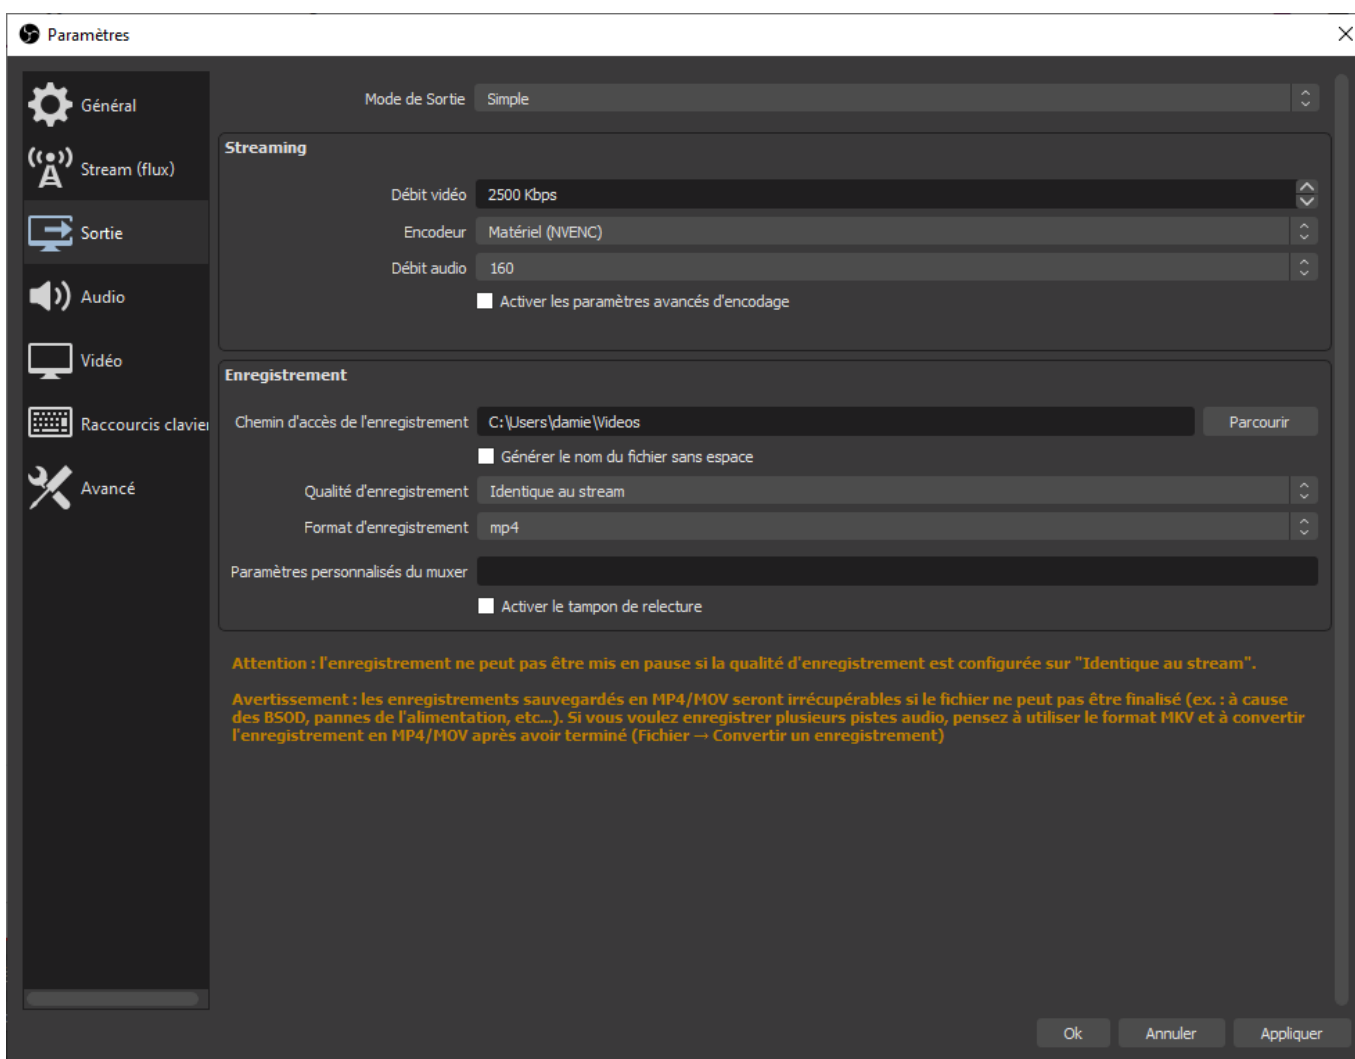 Paramètres
Général
Stream (flux)
Sortie
Audio
Vidéo
Raccourcis clavier
Avancé
Mode de Sortie Simple
Streaming
Débit vidéo 2500 Kbps
Encodeur Matériel (NVENC)
Débit audio 160
Activer les paramètres avancés d'encodage
Enregistrement
Chemin d'accès de l'enregistrement C:\Users\damie\Videos Parcourir
Générer le nom du fichier sans espace
Qualité d'enregistrement Identique au stream
Format d'enregistrement mp4
Paramètres personnalisés du muxer
Activer le tampon de relecture
Attention : l'enregistrement ne peut pas être mis en pause si la qualité d'enregistrement est configurée sur "Identique au stream".
Avertissement : les enregistrements sauvegardés en MP4/MOV seront irrécupérables si le fichier ne peut pas être finalisé (ex. : à cause
des BSOD, pannes de l'alimentation, etc...). Si vous voulez enregistrer plusieurs pistes audio, pensez à utiliser le format MKV et à convertir
l'enregistrement en MP4/MOV après avoir terminé (Fichier → Convertir un enregistrement)
Ok Annuler Appliquer